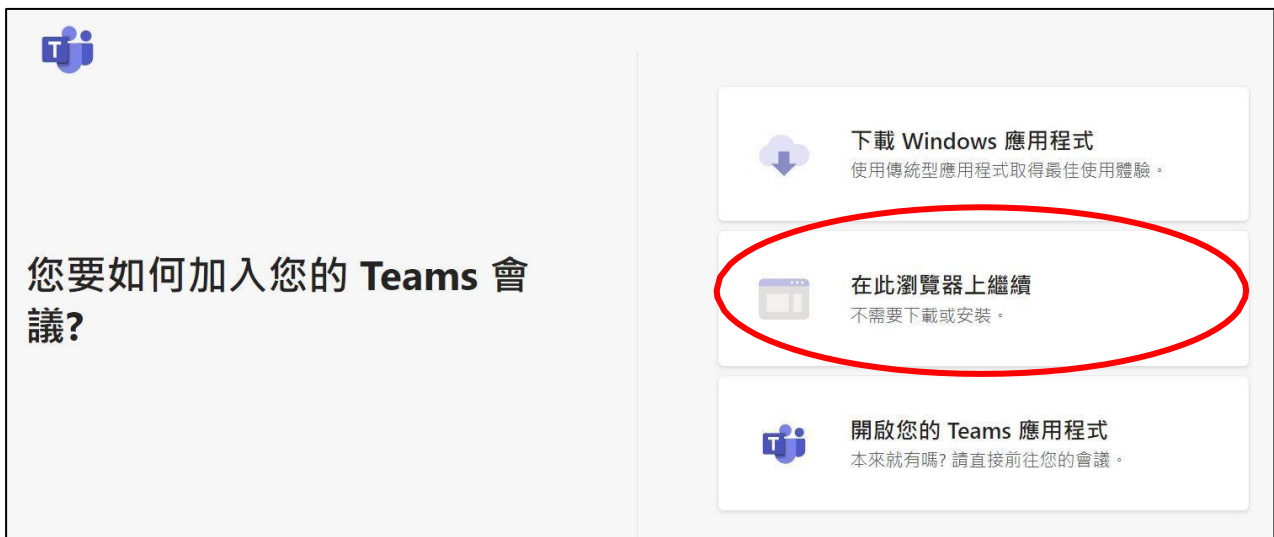 您要如何加入您的 Teams 會
議?
下載 Windows 應用程式
使用傳統型應用程式取得最佳使用體驗。
在此瀏覽器上繼續
不需要下載或安裝。
開啟您的 Teams 應用程式
本來就有嗎? 請直接前往您的會議。